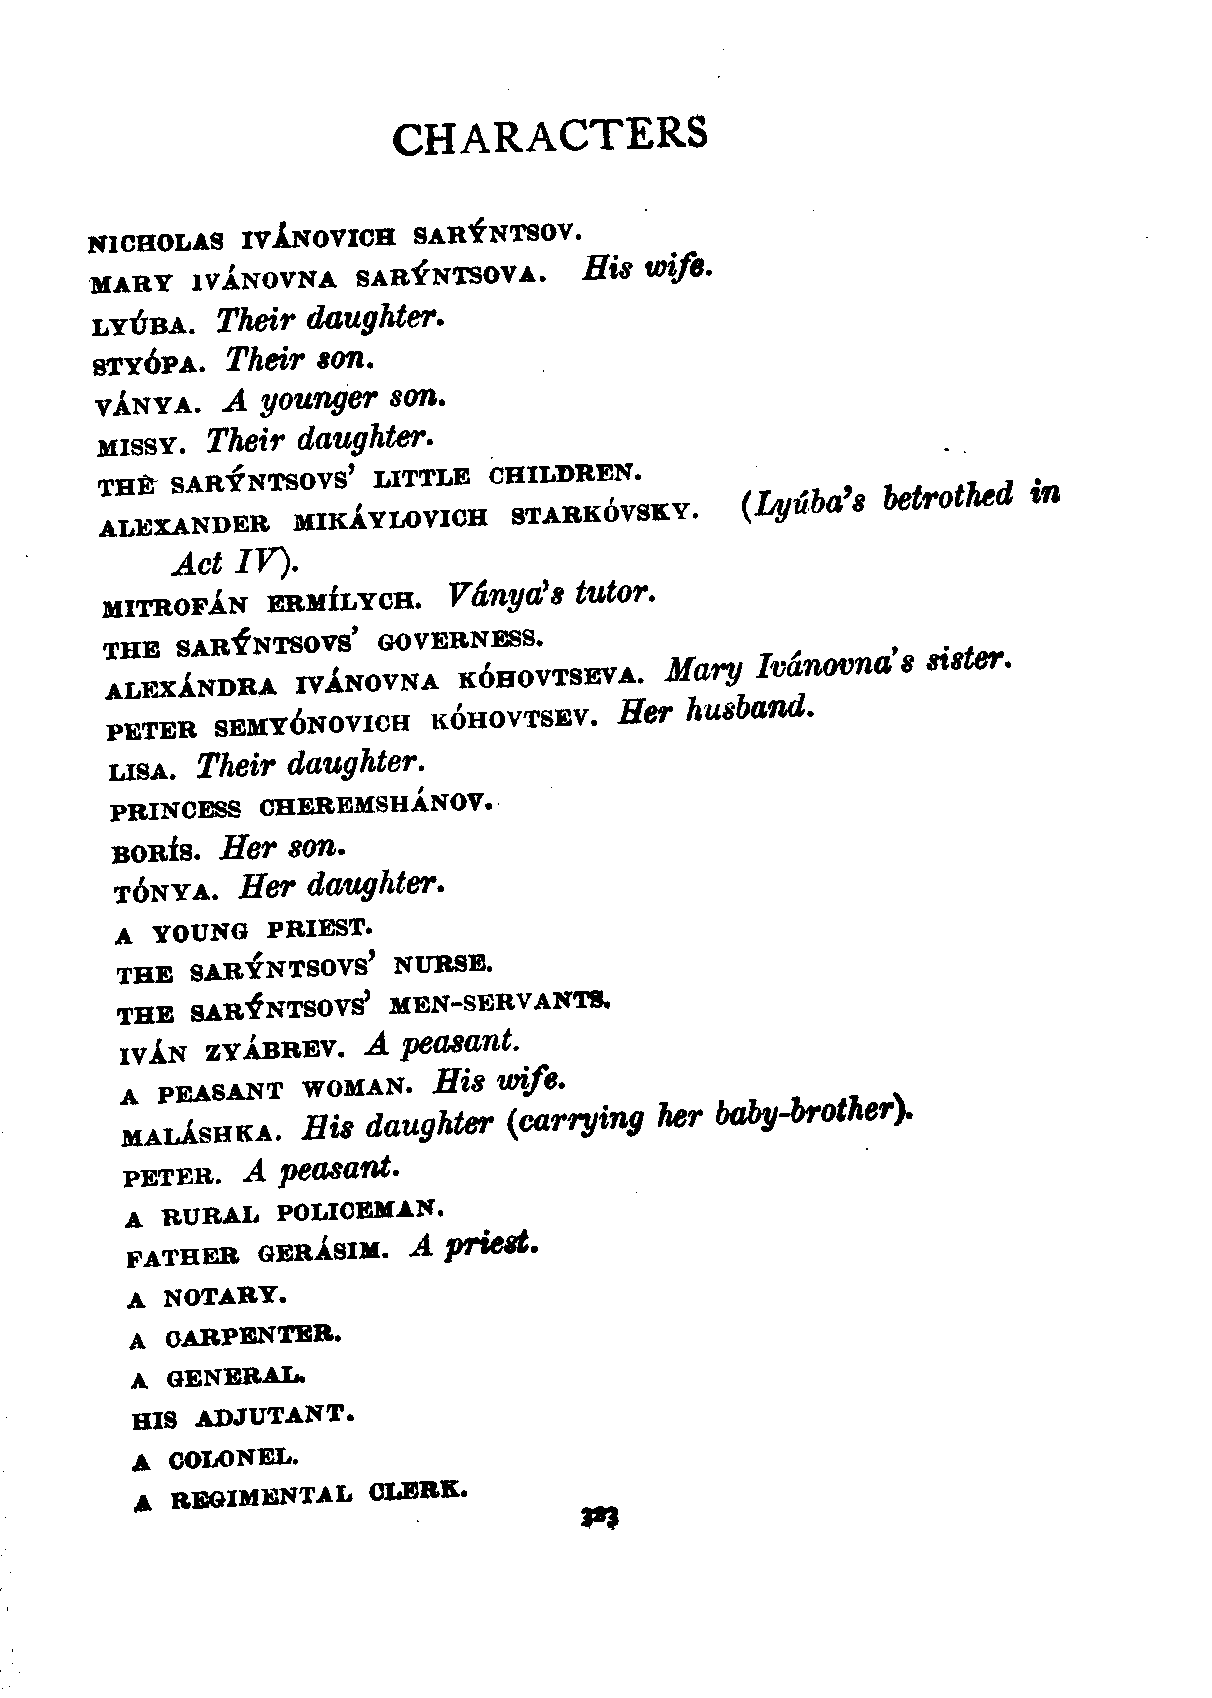 CHARACTERS
NICHOLAS IVÁNOVICH SARÝNTSOV.
MARY IVÁNOVNA SARÝNTSOVA. His wife.
LYÚBA. Their daughter.
STYÓPA. Their son.
VÁNYA. A younger son.
MISSY. Their daughter.
THE SARÝNTSOVS' LITTLE CHILDREN.
ALEXANDER MIKÁYLOVICH STARKÓVSKY. (Lyúba's betrothed in
Act IV).
MITROFÁN ERMÍLYCH. Ványa's tutor.
THE SARÝNTSOVS' GOVERNESS.
ALEXÁNDRA IVÁNOVNA KÓHOVTSEVA. Mary Ivánovna's sister.
PETER SEMYÓNOVICH KÓHOVTSEV. Her husband.
LISA. Their daughter.
PRINCESS CHEREMSHÁNOV.
BORÍS. Her son.
TÓNYA. Her daughter.
A YOUNG PRIEST.
THE SARÝNTSOVS' NURSE.
THE SARÝNTSOVS' MEN-SERVANTS.
IVÁN ZYÁBREV. A peasant.
A PEASANT WOMAN. His wife.
MALÁSHKA. His daughter (carrying her baby-brother).
PETER. A peasant.
A RURAL POLICEMAN.
FATHER GERÁSIM. A priest.
A NOTARY.
A CARPENTER.
A GENERAL.
HIS ADJUTANT.
A COLONEL.
A REGIMENTAL CLERK.
323